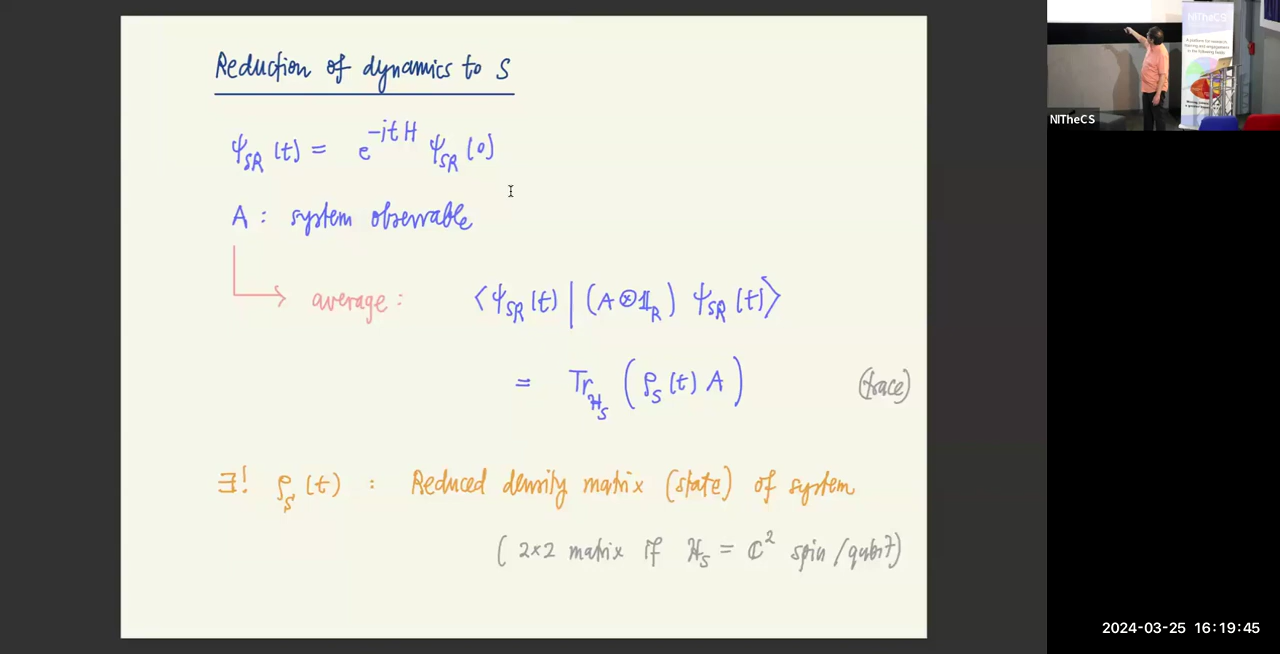 Reduction of dynamics to S
ψ_SR (t) = e^{-itH} ψ_SR (0)
A : system observable
average : ⟨ψ_SR (t) | (A ⊗ 𝟙_R) ψ_SR (t)⟩
= Tr_{ℋ_S} (ρ_S (t) A) (trace)
∃! ρ_S (t) : Reduced density matrix (state) of system
( 2×2 matrix if ℋ_S = ℂ² spin / qubit)
NITheCS
NITheCS
2024-03-25 16:19:45